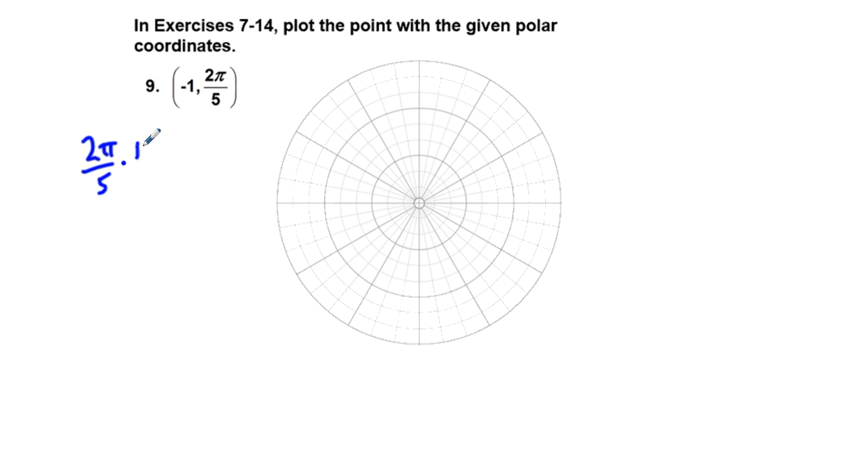 In Exercises 7-14, plot the point with the given polar
coordinates.
9. (-1, 2π/5)
2π/5 · 1